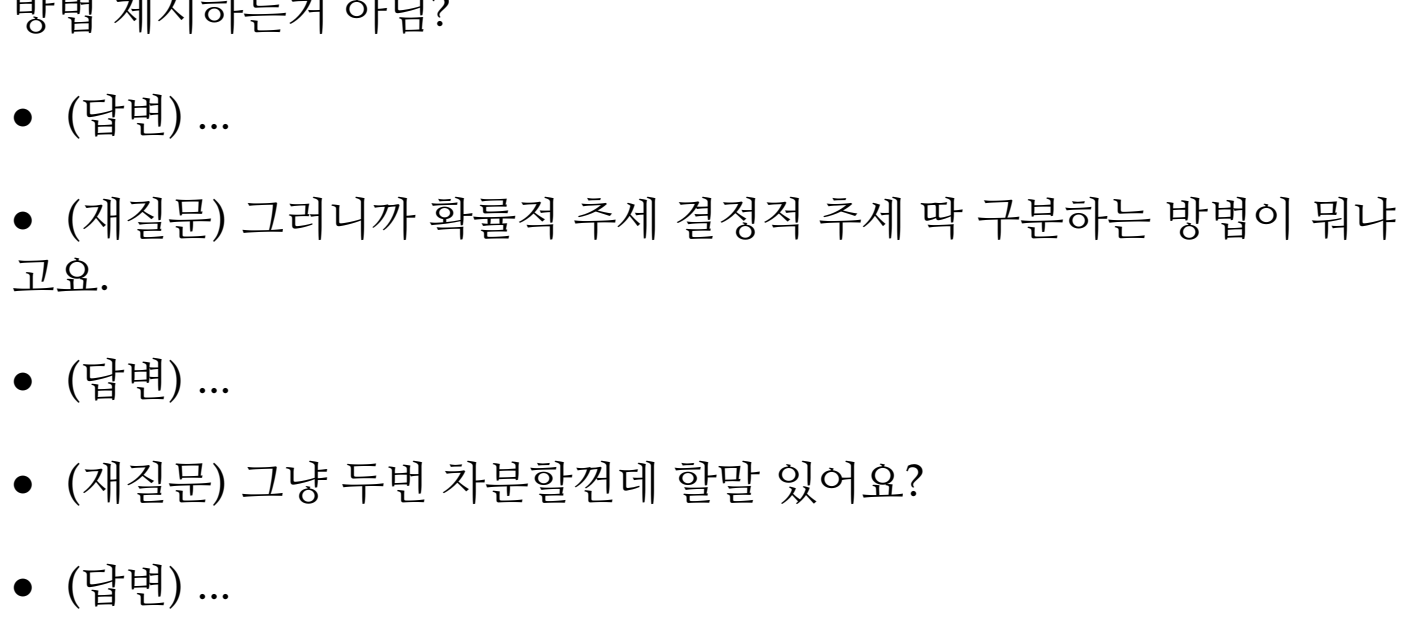 방법 제시하는거 아님?
• (답변) ...
• (재질문) 그러니까 확률적 추세 결정적 추세 딱 구분하는 방법이 뭐냐
고요.
• (답변) ...
• (재질문) 그냥 두번 차분할껀데 할말 있어요?
• (답변) ...